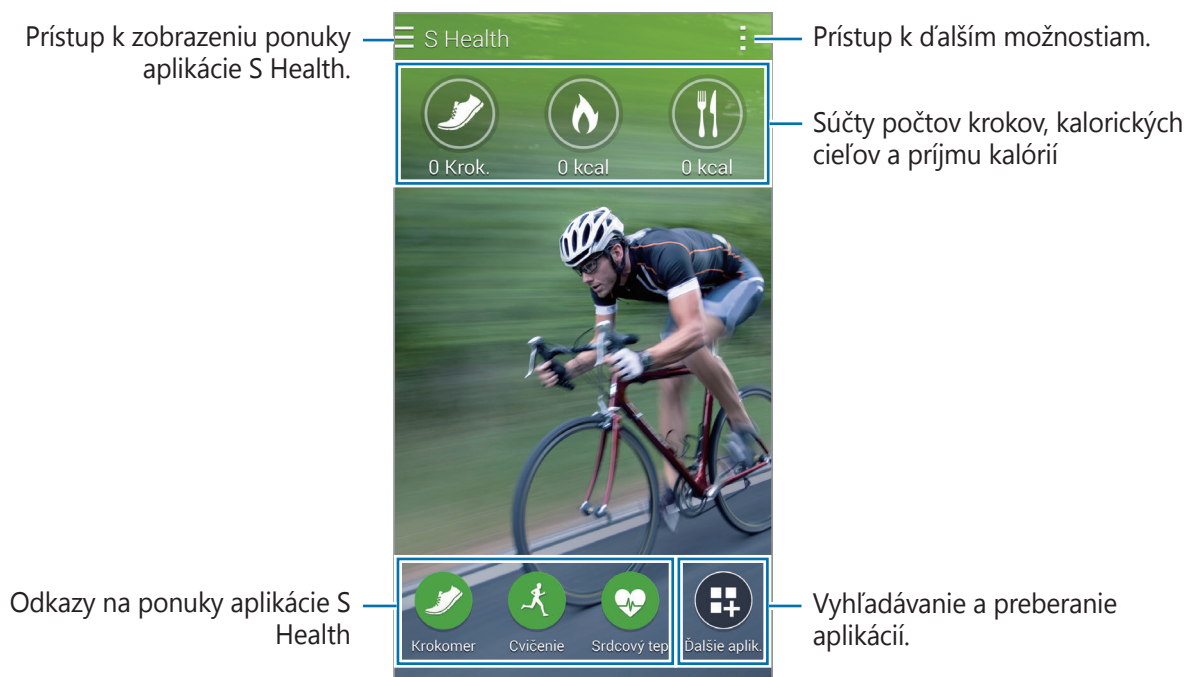 Prístup k zobrazeniu ponuky
aplikácie S Health.
S Health
Prístup k ďalším možnostiam.
0 Krok.
0 kcal
0 kcal
Súčty počtov krokov, kalorických
cieľov a príjmu kalórií
Odkazy na ponuky aplikácie S
Health
Krokomer
Cvičenie
Srdcový tep
Ďalšie aplik.
Vyhľadávanie a preberanie
aplikácií.